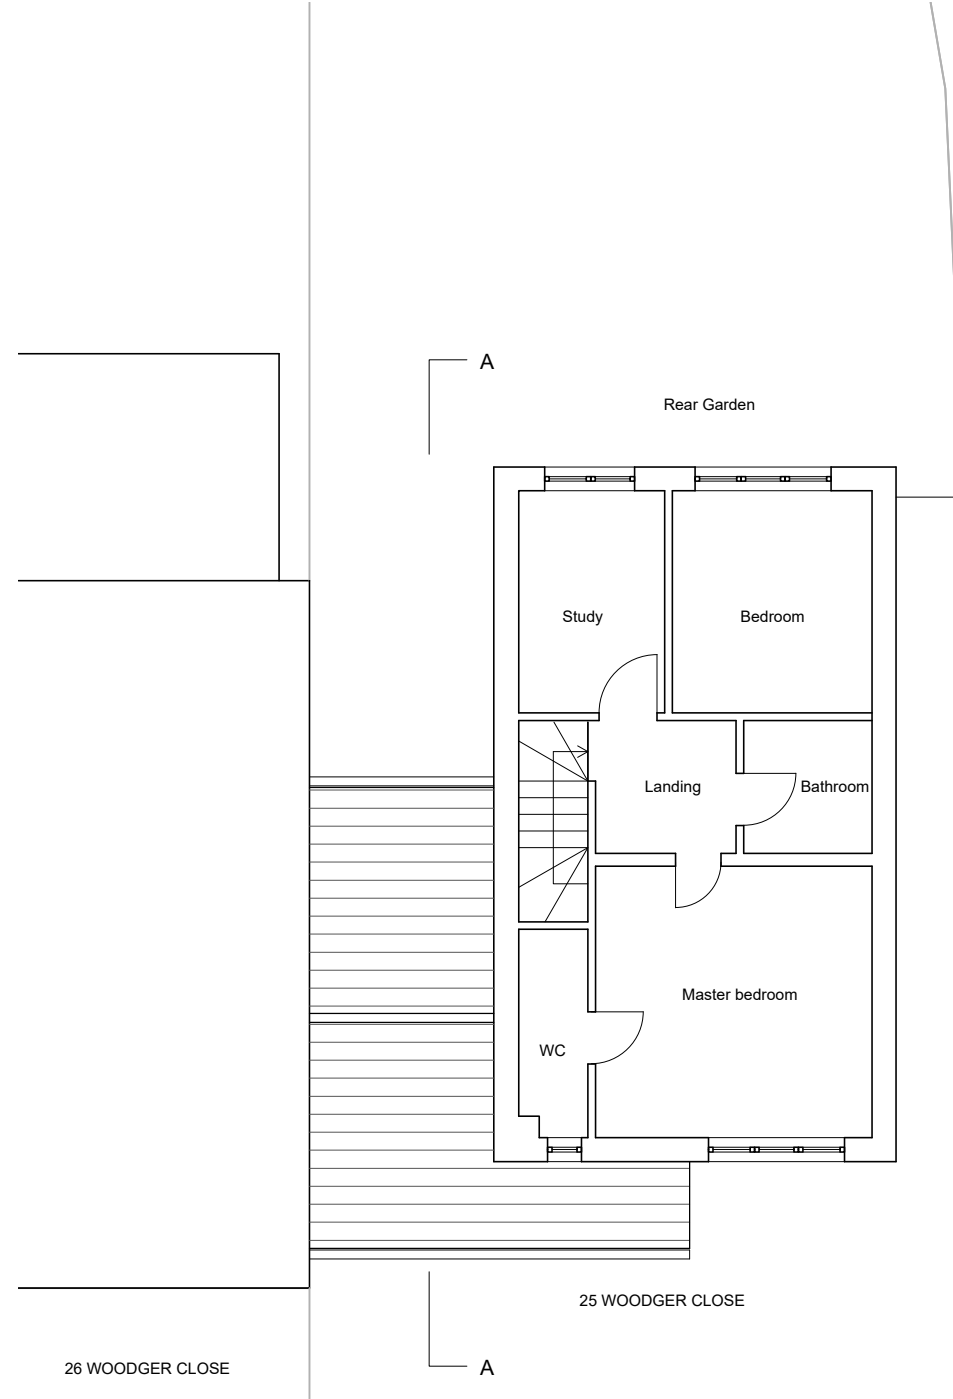 A
Rear Garden
Study
Bedroom
Landing
Bathroom
Master bedroom
WC
25 WOODGER CLOSE
26 WOODGER CLOSE
A